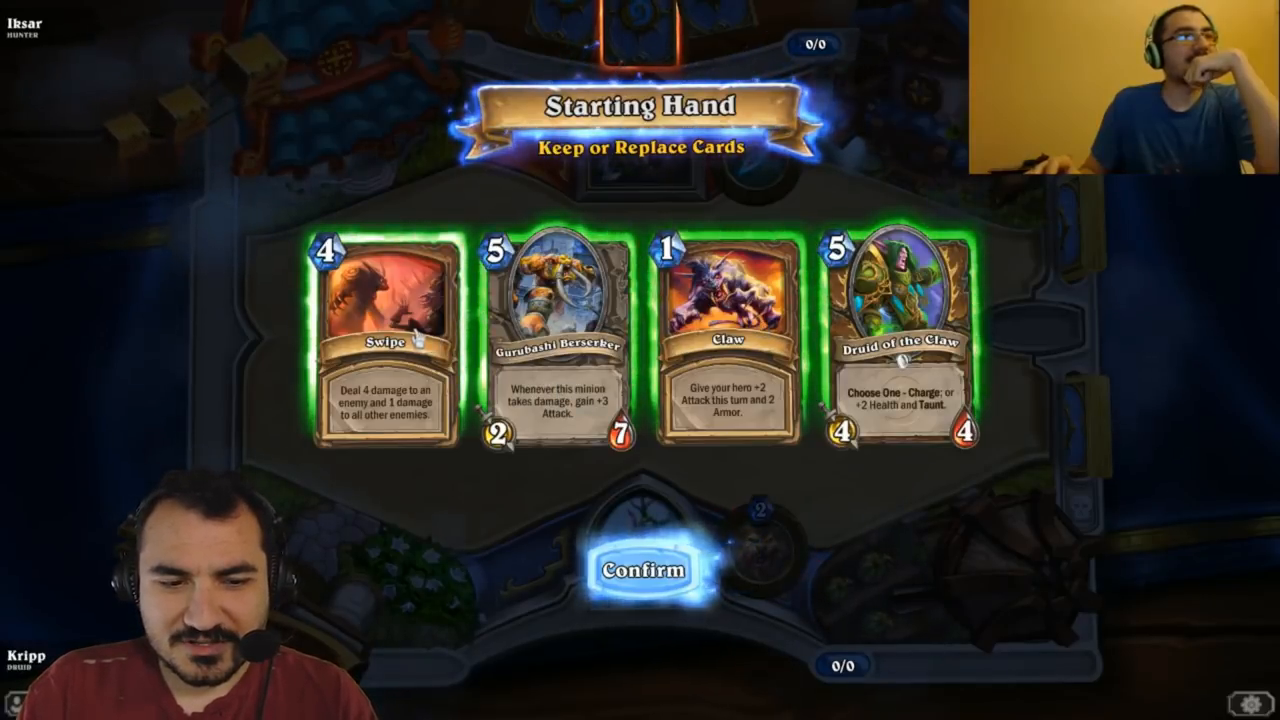 Iksar
HUNTER
0/0
Starting Hand
Keep or Replace Cards
4
Swipe
Deal 4 damage to an
enemy and 1 damage
to all other enemies.
5
Gurubashi Berserker
Whenever this minion
takes damage, gain +3
Attack.
2
7
1
Claw
Give your hero +2
Attack this turn and 2
Armor.
5
Druid of the Claw
Choose One - Charge; or
+2 Health and Taunt.
4
4
2
Confirm
Kripp
DRUID
0/0